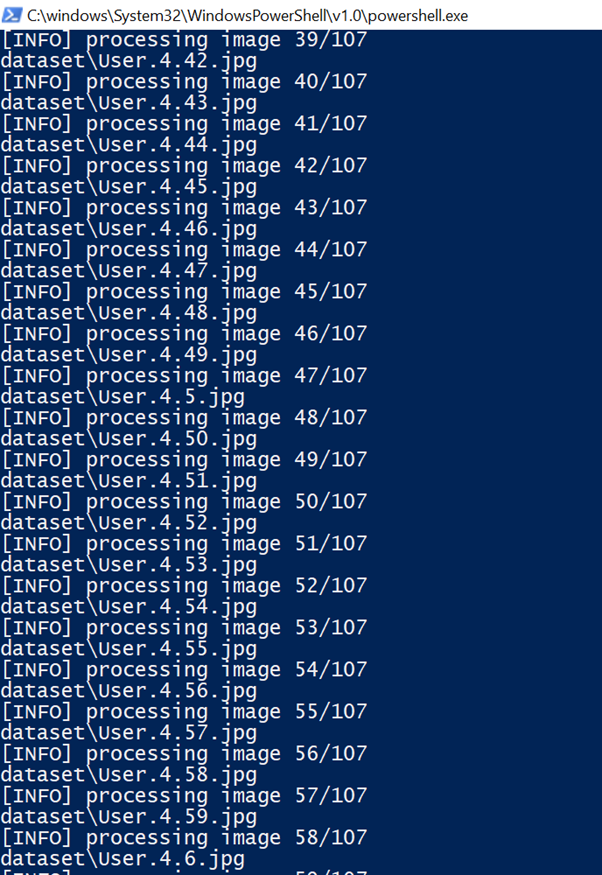 C:\windows\System32\WindowsPowerShell\v1.0\powershell.exe
[INFO] processing image 39/107
dataset\User.4.42.jpg
[INFO] processing image 40/107
dataset\User.4.43.jpg
[INFO] processing image 41/107
dataset\User.4.44.jpg
[INFO] processing image 42/107
dataset\User.4.45.jpg
[INFO] processing image 43/107
dataset\User.4.46.jpg
[INFO] processing image 44/107
dataset\User.4.47.jpg
[INFO] processing image 45/107
dataset\User.4.48.jpg
[INFO] processing image 46/107
dataset\User.4.49.jpg
[INFO] processing image 47/107
dataset\User.4.5.jpg
[INFO] processing image 48/107
dataset\User.4.50.jpg
[INFO] processing image 49/107
dataset\User.4.51.jpg
[INFO] processing image 50/107
dataset\User.4.52.jpg
[INFO] processing image 51/107
dataset\User.4.53.jpg
[INFO] processing image 52/107
dataset\User.4.54.jpg
[INFO] processing image 53/107
dataset\User.4.55.jpg
[INFO] processing image 54/107
dataset\User.4.56.jpg
[INFO] processing image 55/107
dataset\User.4.57.jpg
[INFO] processing image 56/107
dataset\User.4.58.jpg
[INFO] processing image 57/107
dataset\User.4.59.jpg
[INFO] processing image 58/107
dataset\User.4.6.jpg